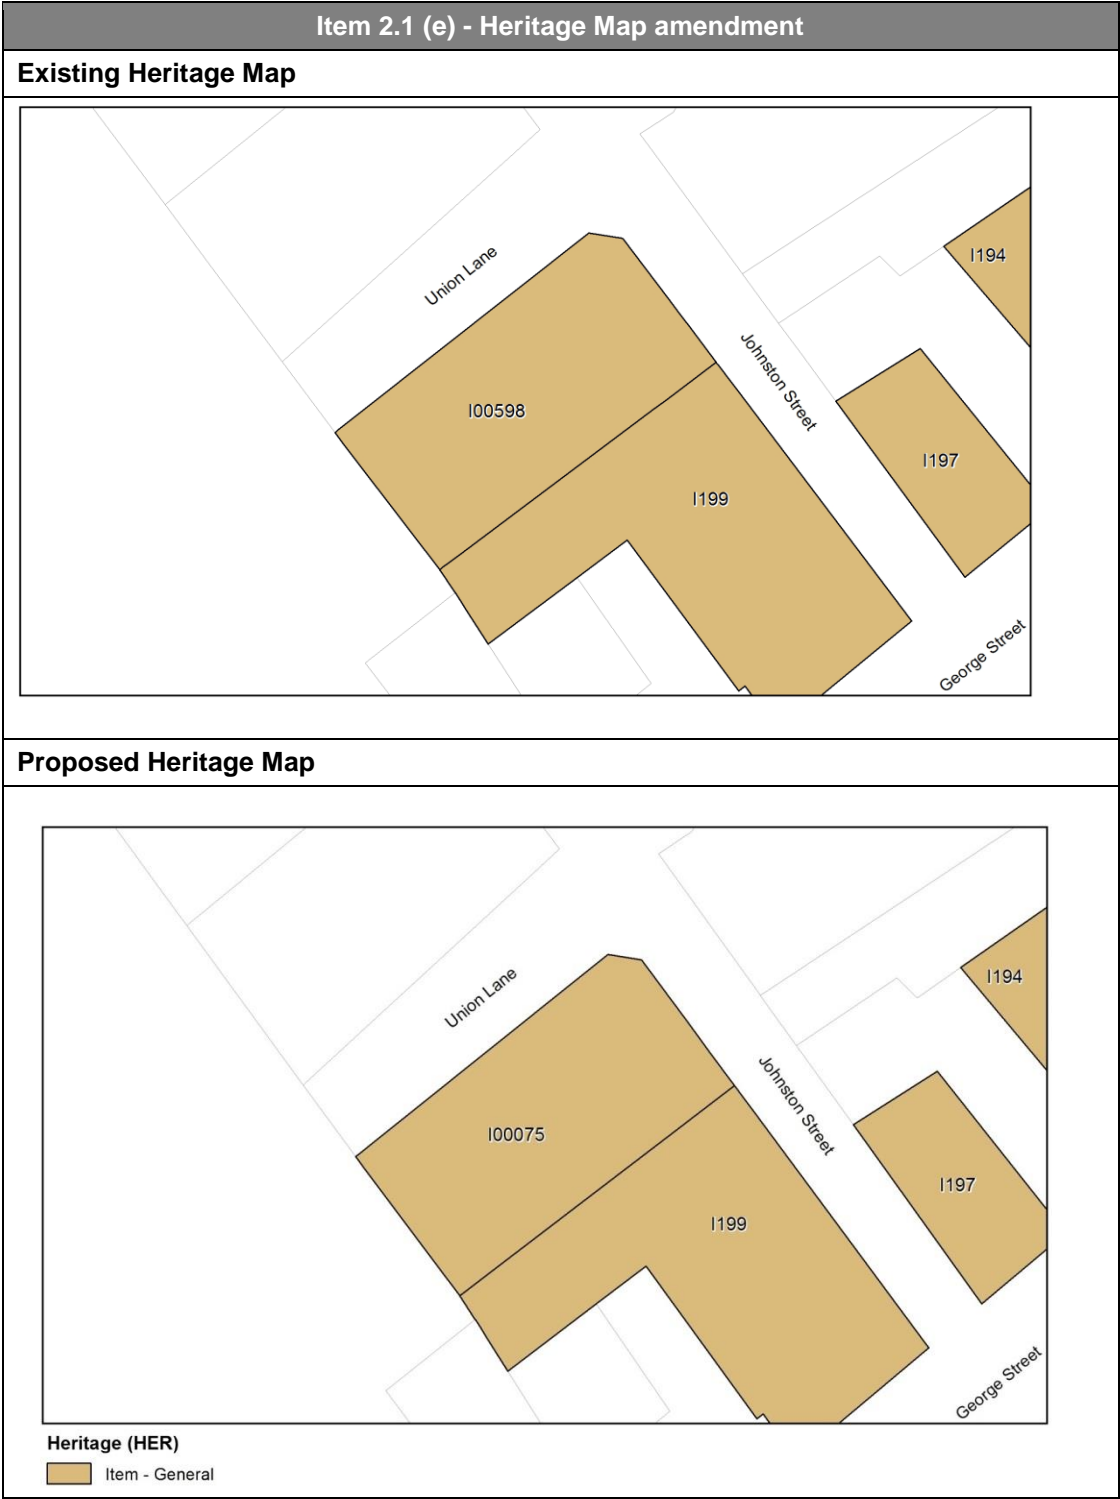 Item 2.1 (e) - Heritage Map amendment
Existing Heritage Map
I194
Union Lane
Johnston Street
I00598
I197
I199
George Street
Proposed Heritage Map
I194
Union Lane
Johnston Street
I00075
I197
I199
George Street
Heritage (HER)
Item - General